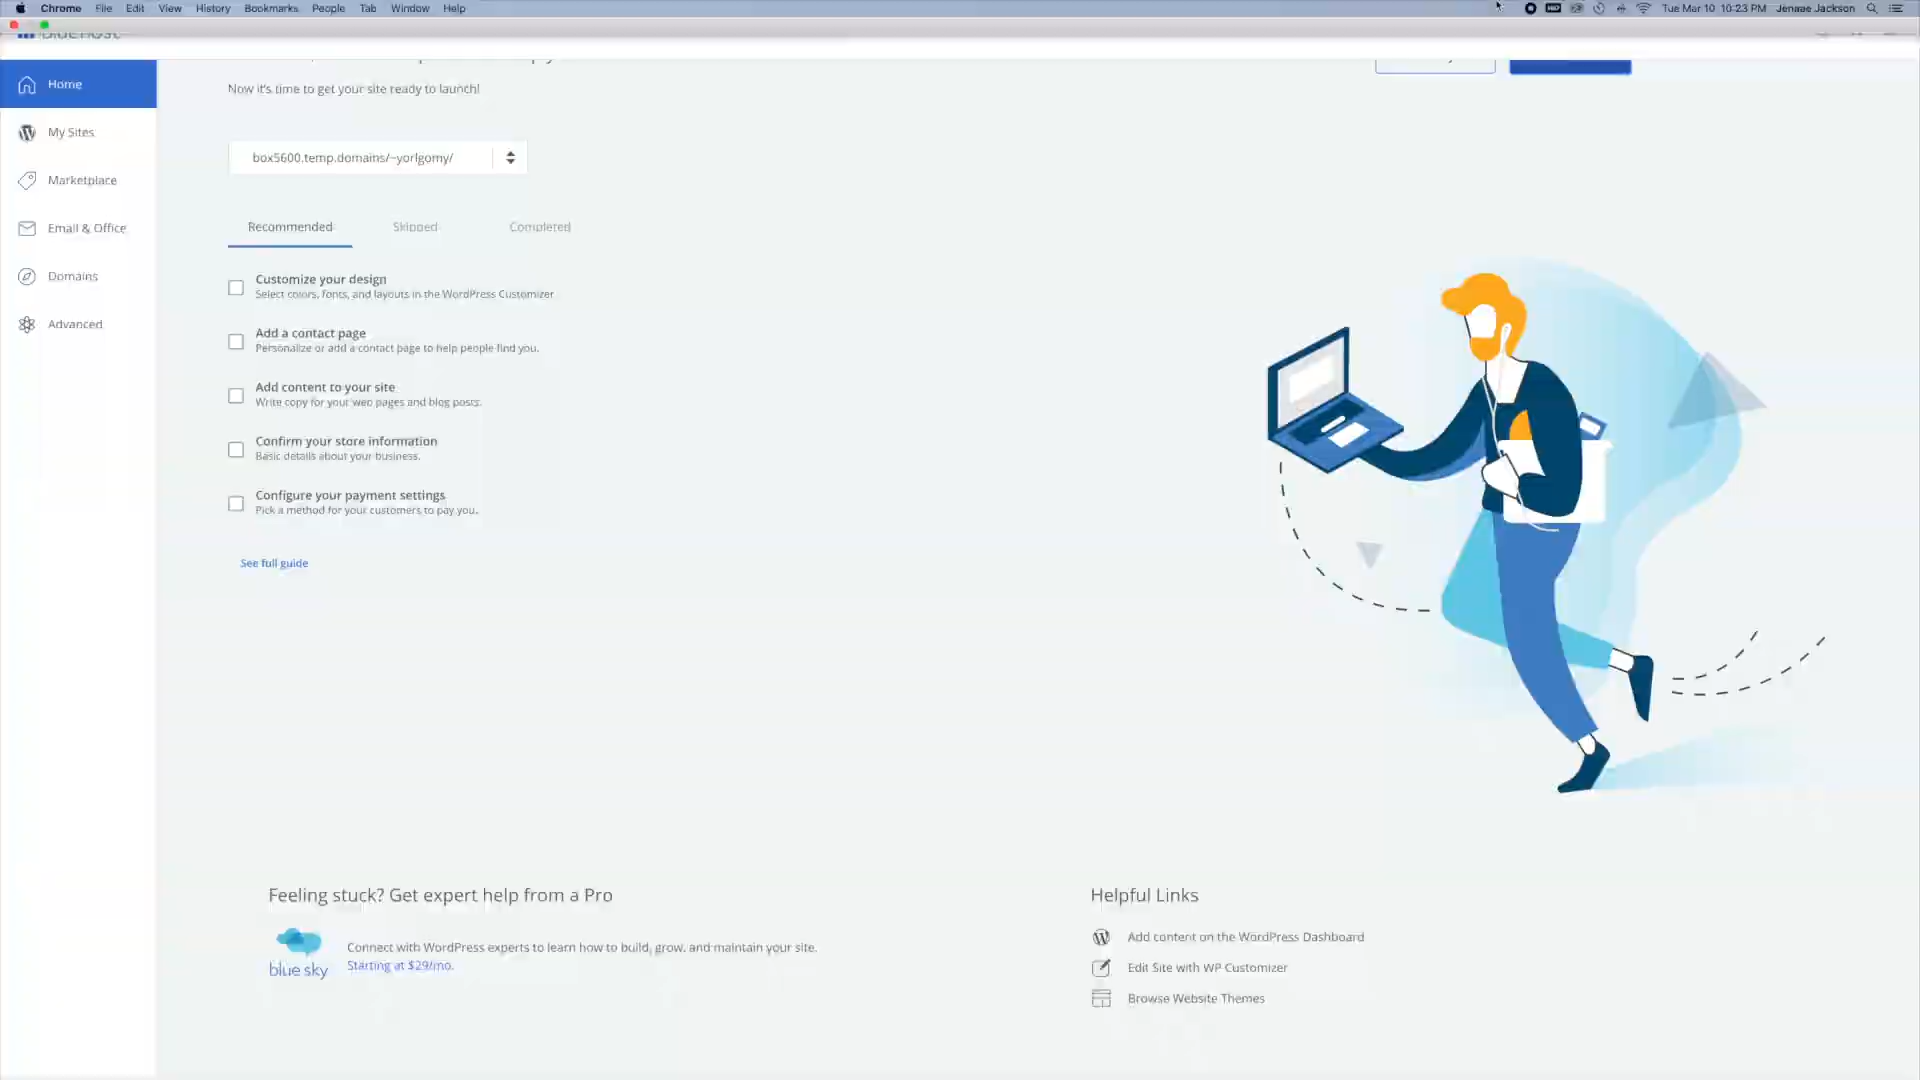 Chrome File Edit View History Bookmarks People Tab Window Help
Tue Mar 10 10:23 PM Jennae Jackson
Home
My Sites
Marketplace
Email & Office
Domains
Advanced
Now it's time to get your site ready to launch!
box5600.temp.domains/~yorlgomy/
Recommended Skipped Completed
Customize your design
Select colors, fonts, and layouts in the WordPress Customizer
Add a contact page
Personalize or add a contact page to help people find you.
Add content to your site
Write copy for your web pages and blog posts.
Confirm your store information
Basic details about your business.
Configure your payment settings
Pick a method for your customers to pay you.
See full guide
Feeling stuck? Get expert help from a Pro
blue sky
Connect with WordPress experts to learn how to build, grow, and maintain your site.
Starting at $29/mo.
Helpful Links
Add content on the WordPress Dashboard
Edit Site with WP Customizer
Browse Website Themes